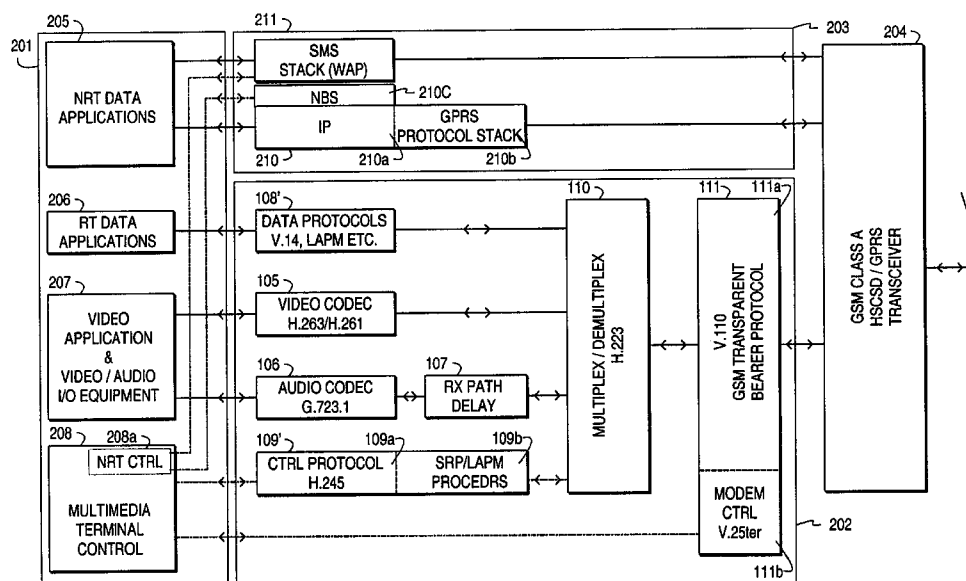 205
211
203
204
201
NRT DATA
APPLICATIONS
SMS
STACK (WAP)
NBS
210C
IP
GPRS
PROTOCOL STACK
210
210a
210b
206
RT DATA
APPLICATIONS
108'
DATA PROTOCOLS
V.14, LAPM ETC.
110
111
111a
207
VIDEO
APPLICATION
&
VIDEO / AUDIO
I/O EQUIPMENT
105
VIDEO CODEC
H.263/H.261
106
AUDIO CODEC
G.723.1
107
RX PATH
DELAY
MULTIPLEX / DEMULTIPLEX
H.223
V.110
GSM TRANSPARENT
BEARER PROTOCOL
GSM CLASS A
HSCSD / GPRS
TRANSCEIVER
208
208a
NRT CTRL
MULTIMEDIA
TERMINAL
CONTROL
109'
109a
109b
CTRL PROTOCOL
H.245
SRP/LAPM
PROCEDRS
MODEM
CTRL
V.25ter
111b
202